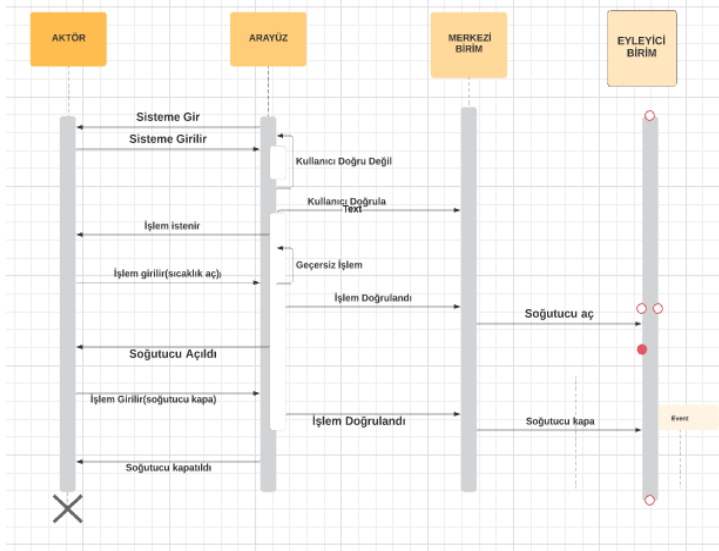 AKTÖR
ARAYÜZ
MERKEZİ
BİRİM
EYLEYİCİ
BİRİM
Sisteme Gir
Sisteme Girilir
Kullanıcı Doğru Değil
Kullanıcı Doğrula
Text
İşlem istenir
Geçersiz İşlem
İşlem girilir(sıcaklık aç)
İşlem Doğrulandı
Soğutucu aç
Soğutucu Açıldı
İşlem Girilir(soğutucu kapa)
İşlem Doğrulandı
Soğutucu kapa
Event
Soğutucu kapatıldı